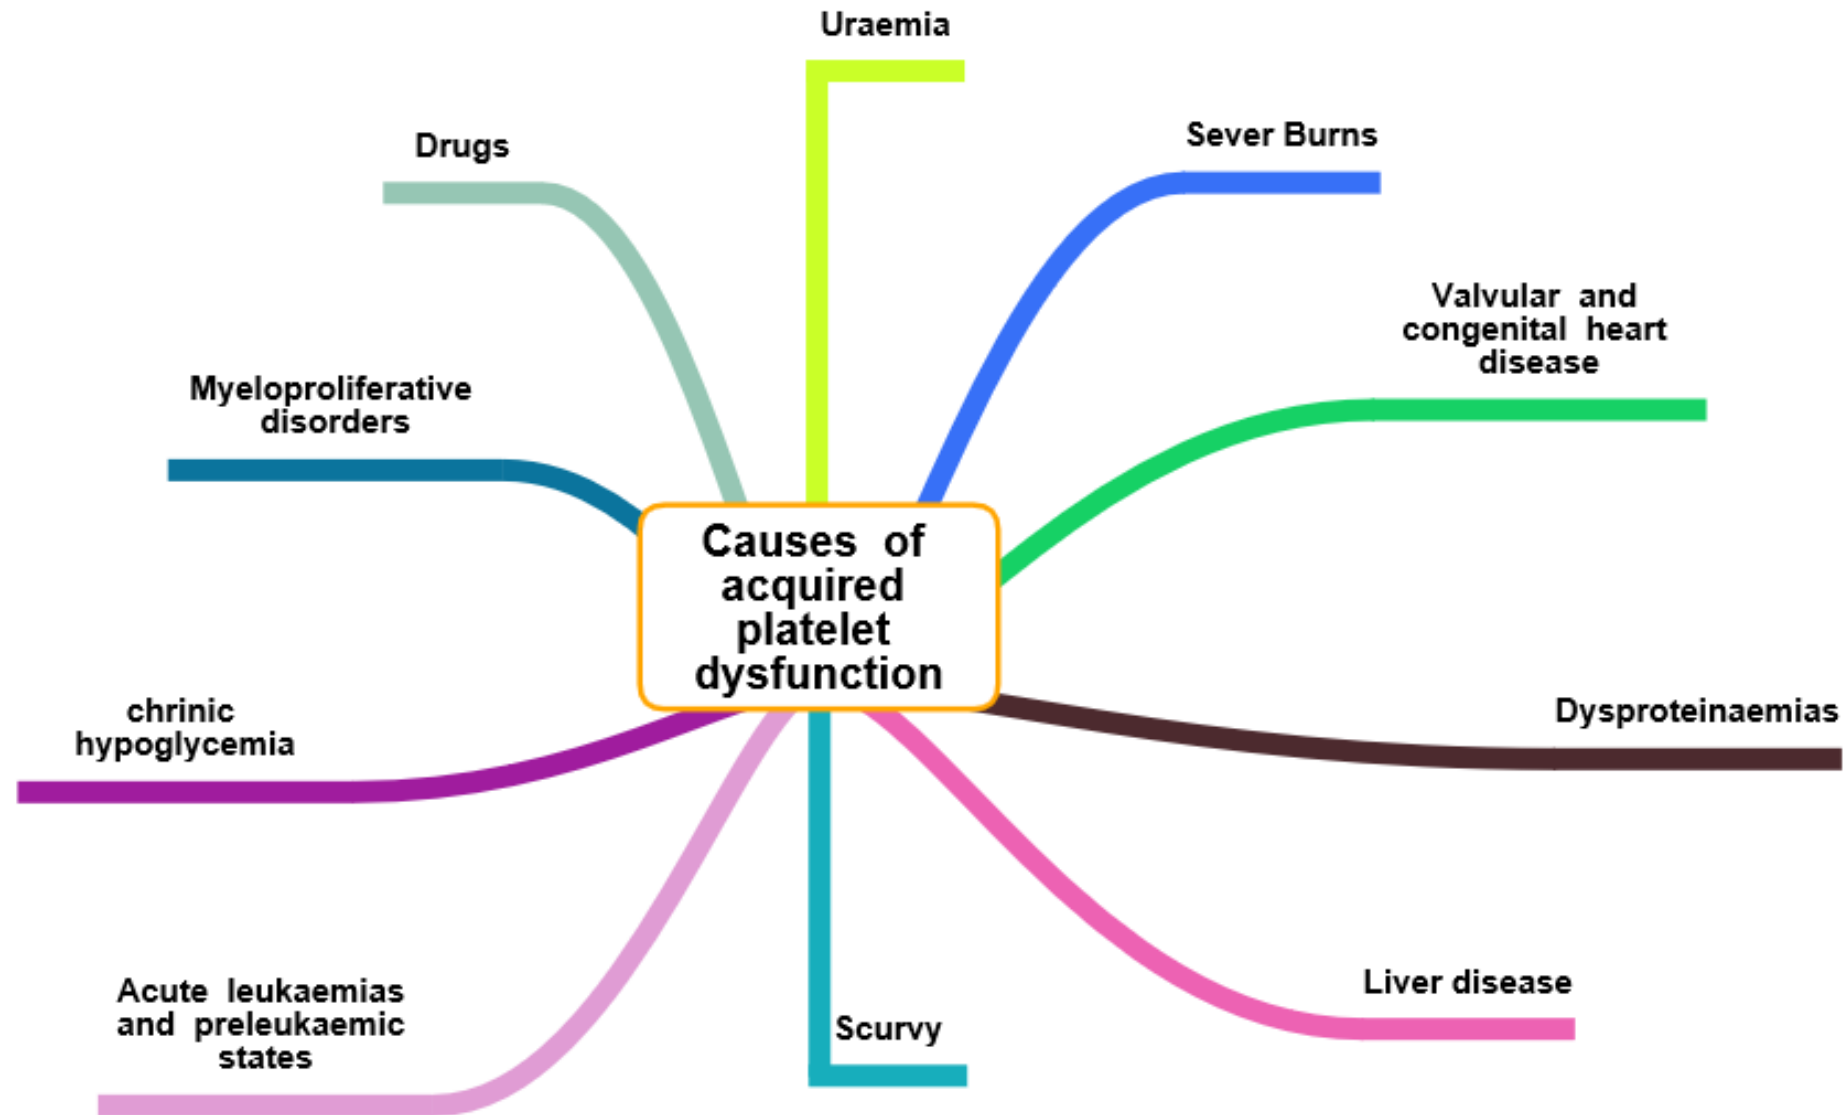 Uraemia
Drugs
Sever Burns
Valvular and
congenital heart
disease
Myeloproliferative
disorders
Causes of
acquired
platelet
dysfunction
chrinic
hypoglycemia
Dysproteinaemias
Acute leukaemias
and preleukaemic
states
Scurvy
Liver disease